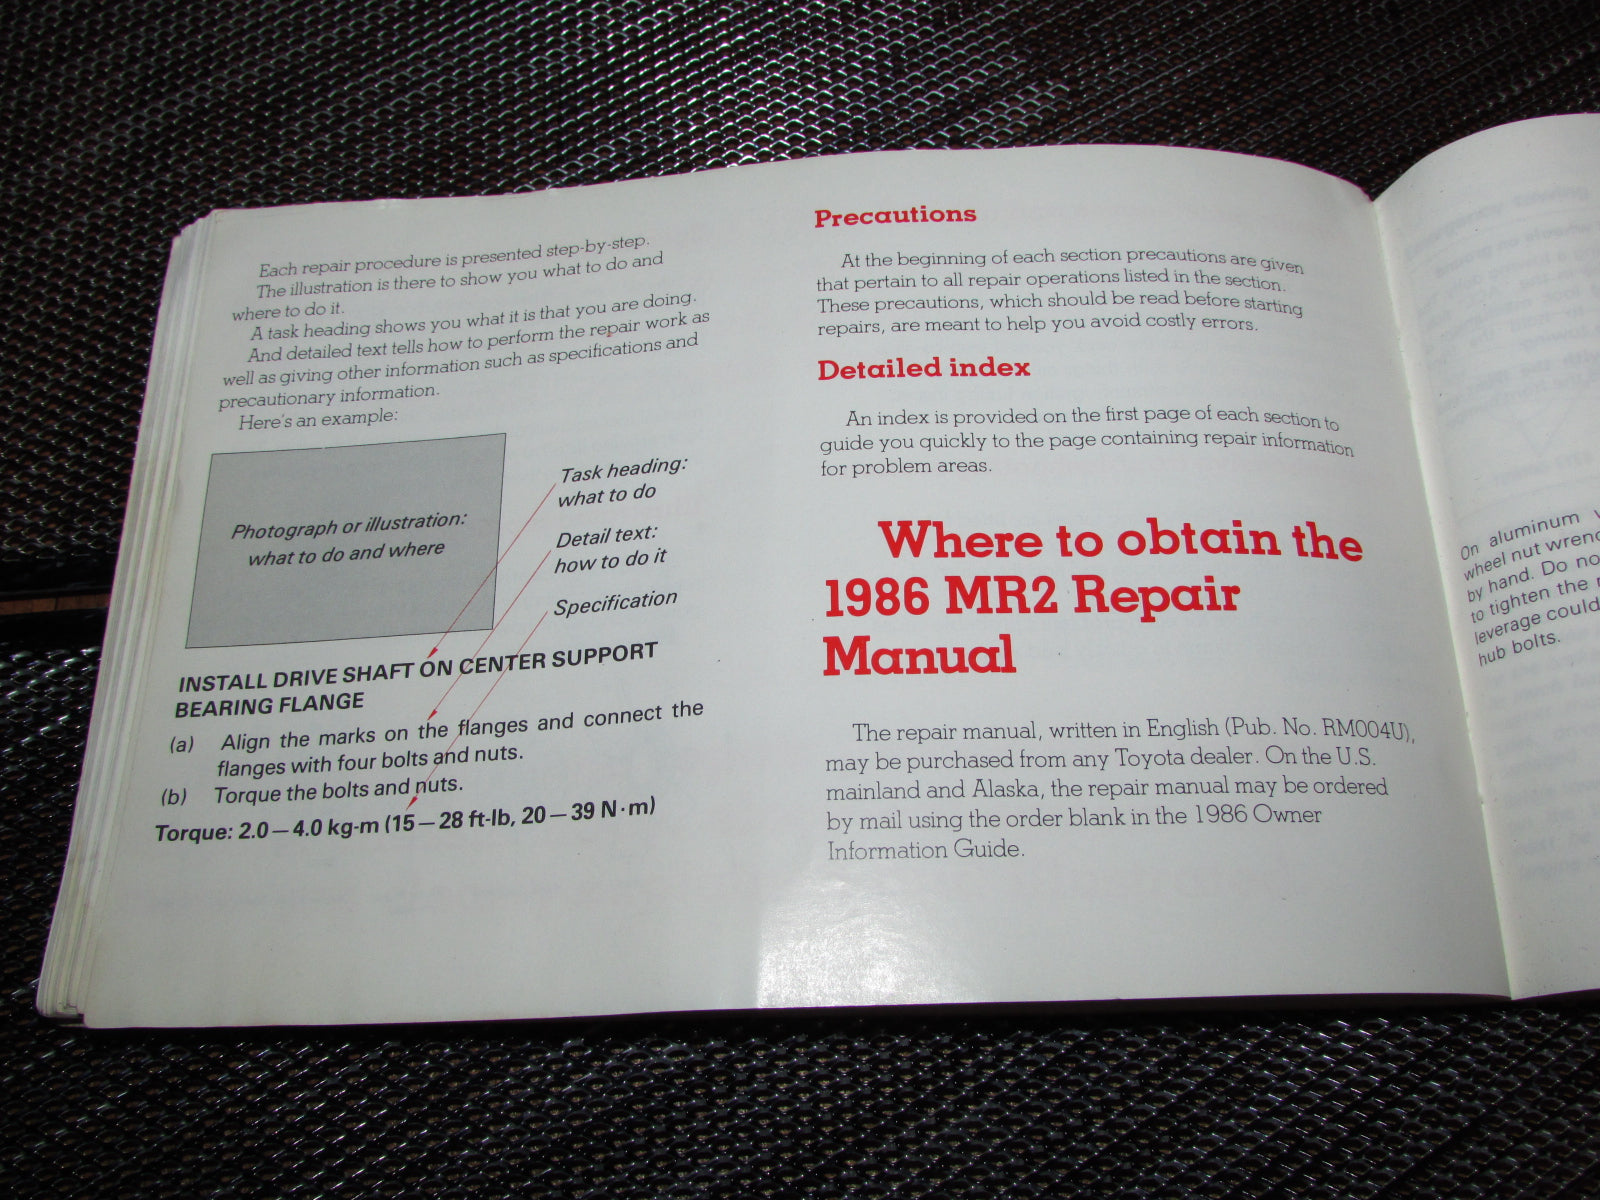 Each repair procedure is presented step-by-step.
The illustration is there to show you what to do and
where to do it.
A task heading shows you what it is that you are doing.
And detailed text tells how to perform the repair work as
well as giving other information such as specifications and
precautionary information.
Here's an example:
Photograph or illustration:
what to do and where
Task heading:
what to do
Detail text:
how to do it
Specification
INSTALL DRIVE SHAFT ON CENTER SUPPORT
BEARING FLANGE
(a) Align the marks on the flanges and connect the
flanges with four bolts and nuts.
(b) Torque the bolts and nuts.
Torque: 2.0 — 4.0 kg-m (15 — 28 ft-lb, 20 — 39 N·m)
Precautions
At the beginning of each section precautions are given
that pertain to all repair operations listed in the section.
These precautions, which should be read before starting
repairs, are meant to help you avoid costly errors.
Detailed index
An index is provided on the first page of each section to
guide you quickly to the page containing repair information
for problem areas.
Where to obtain the
1986 MR2 Repair
Manual
The repair manual, written in English (Pub. No. RM004U),
may be purchased from any Toyota dealer. On the U.S.
mainland and Alaska, the repair manual may be ordered
by mail using the order blank in the 1986 Owner
Information Guide.
On aluminum
wheel nut
by hand. Do
to tighten the
leverage could
hub bolts.